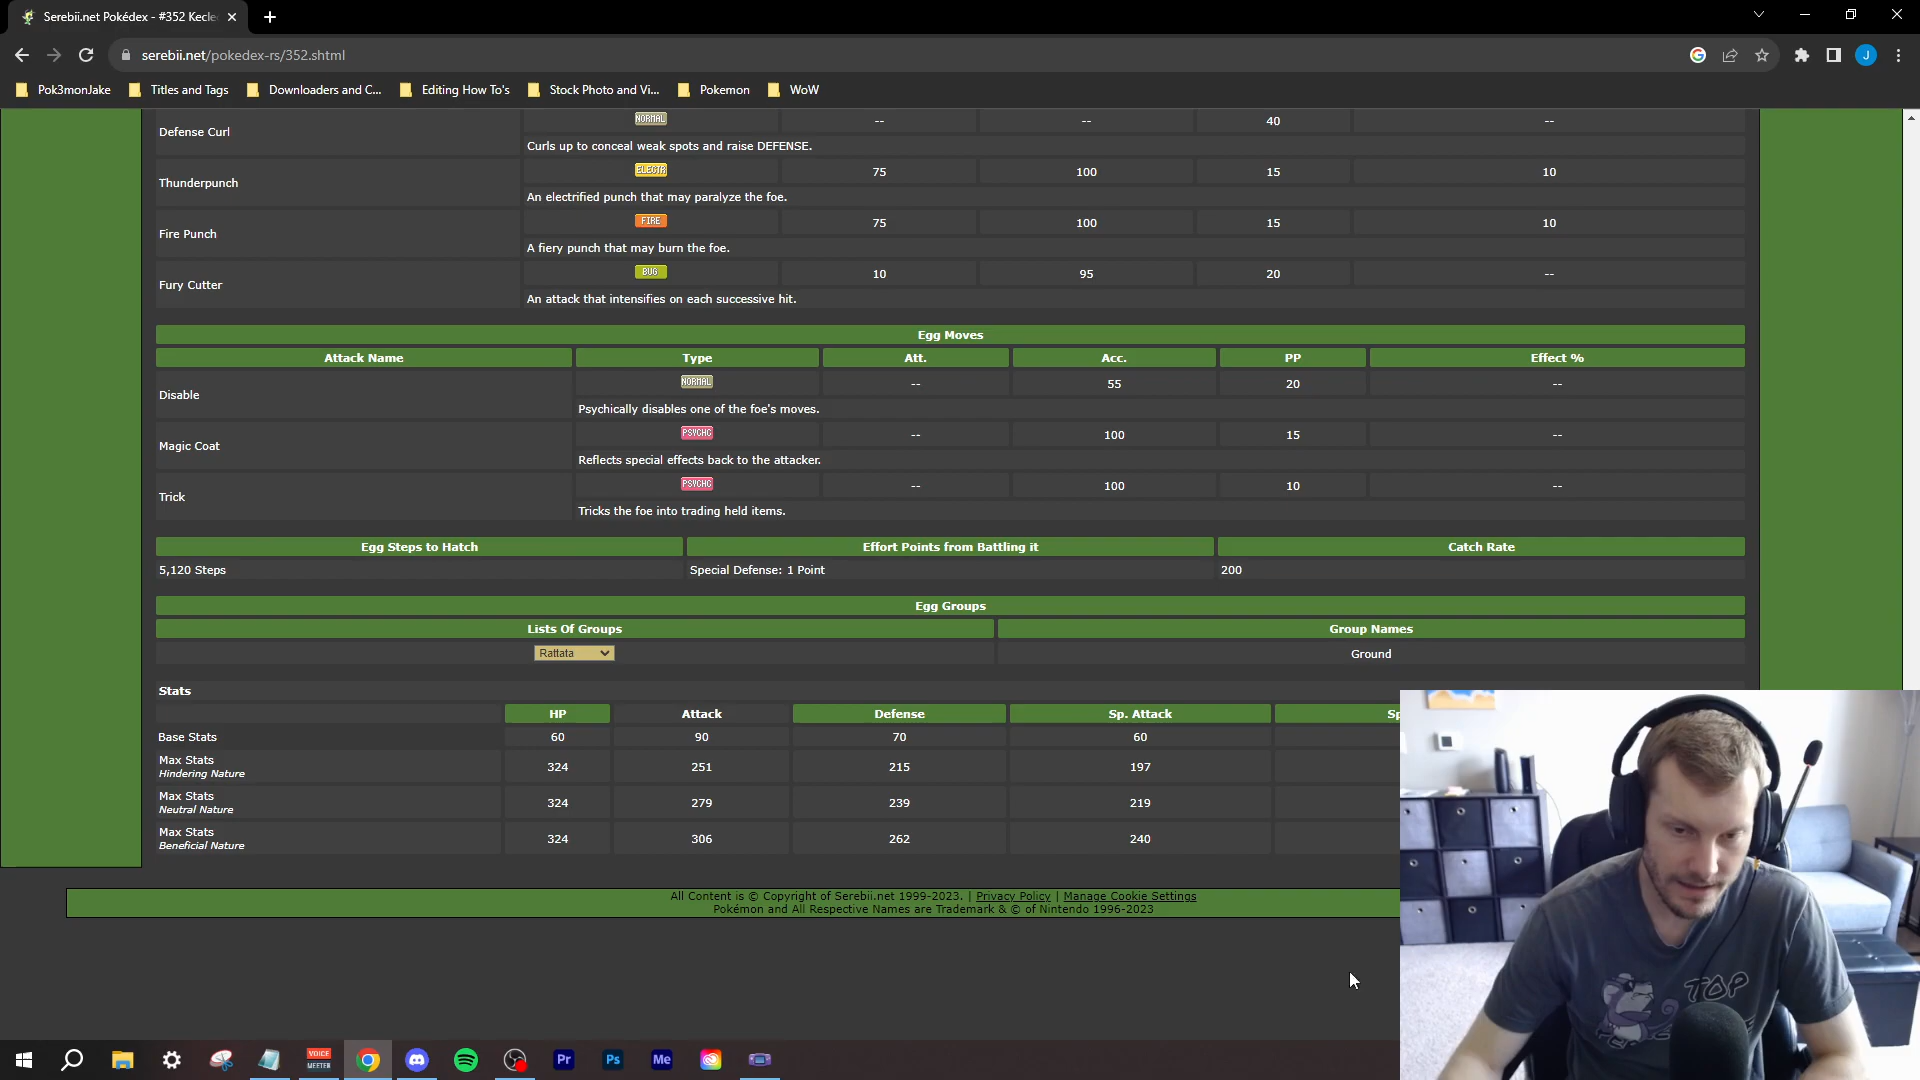 Serebii.net Pokédex - #352 Kecle
serebii.net/pokedex-rs/352.shtml
J
Pok3monJake
Titles and Tags
Downloaders and C...
Editing How To's
Stock Photo and Vi...
Pokemon
WoW
Defense Curl NORMAL -- -- 40 --
Curls up to conceal weak spots and raise DEFENSE.
Thunderpunch ELECTR 75 100 15 10
An electrified punch that may paralyze the foe.
Fire Punch FIRE 75 100 15 10
A fiery punch that may burn the foe.
Fury Cutter BUG 10 95 20 --
An attack that intensifies on each successive hit.
Egg Moves
Attack Name Type Att. Acc. PP Effect %
Disable NORMAL -- 55 20 --
Psychically disables one of the foe's moves.
Magic Coat PSYCHC -- 100 15 --
Reflects special effects back to the attacker.
Trick PSYCHC -- 100 10 --
Tricks the foe into trading held items.
Egg Steps to Hatch Effort Points from Battling it Catch Rate
5,120 Steps Special Defense: 1 Point 200
Egg Groups
Lists Of Groups Group Names
Rattata Ground
Stats
HP Attack Defense Sp. Attack Sp
Base Stats 60 90 70 60
Max Stats
Hindering Nature 324 251 215 197
Max Stats
Neutral Nature 324 279 239 219
Max Stats
Beneficial Nature 324 306 262 240
All Content is © Copyright of Serebii.net 1999-2023. | Privacy Policy | Manage Cookie Settings
Pokémon and All Respective Names are Trademark & © of Nintendo 1996-2023
TOP
VOICE
MEETER
Pr
Ps
Me